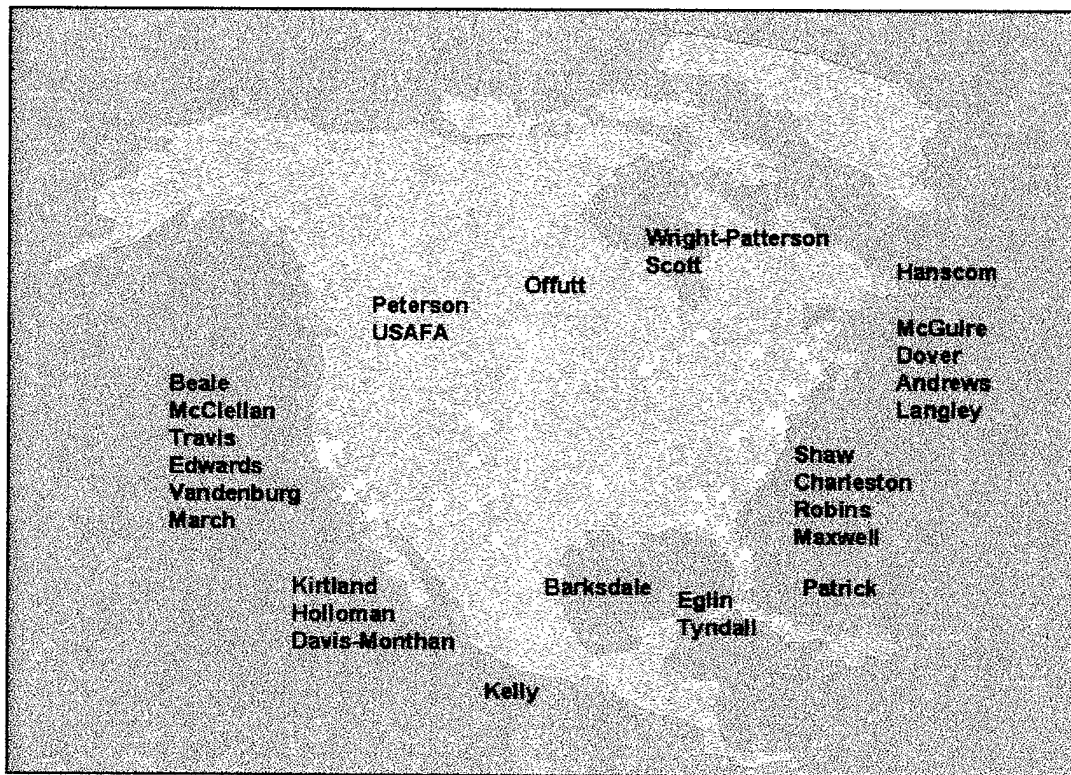 Wright-Patterson
Scott
Hanscom
Offutt
Peterson
USAFA
McGuire
Dover
Andrews
Langley
Beale
McClellan
Travis
Edwards
Vandenburg
March
Shaw
Charleston
Robins
Maxwell
Kirtland
Holloman
Davis-Monthan
Barksdale
Eglin
Tyndall
Patrick
Kelly